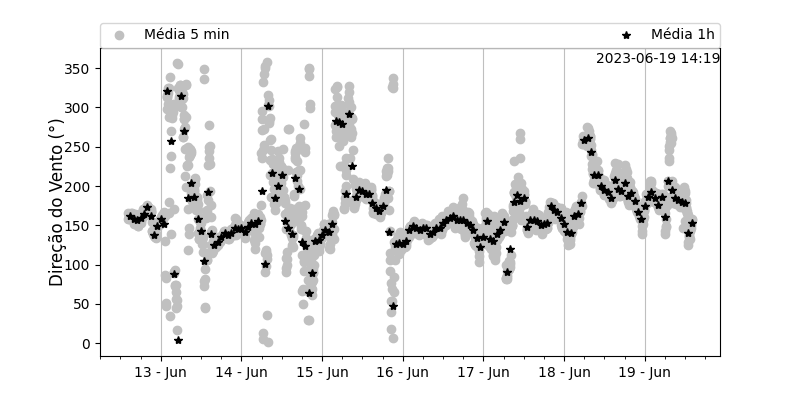 Média 5 min
Média 1h
2023-06-19 14:19
Direção do Vento (°)
350
300
250
200
150
100
50
0
13 - Jun
14 - Jun
15 - Jun
16 - Jun
17 - Jun
18 - Jun
19 - Jun